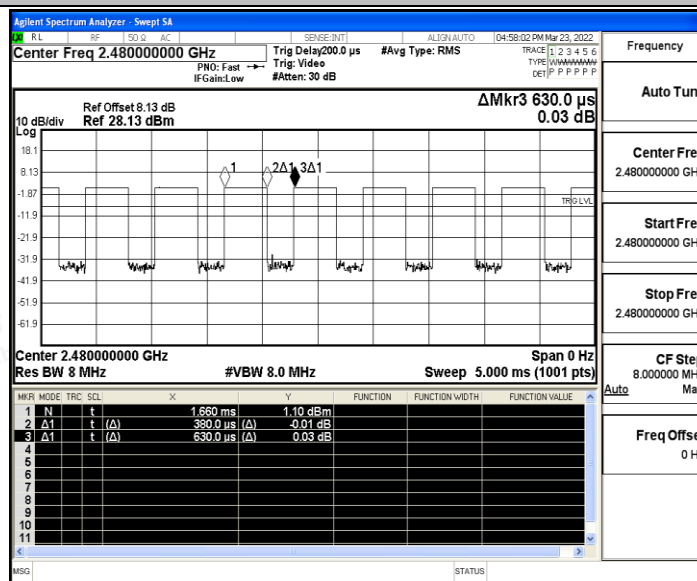 Agilent Spectrum Analyzer - Swept SA
LXI RL RF 50 Ω AC SENSE:INT ALIGN AUTO 04:58:02 PM Mar 23, 2022
Center Freq 2.480000000 GHz Trig Delay200.0 µs #Avg Type: RMS TRACE 1 2 3 4 5 6
PNO: Fast Trig: Video TYPE
IFGain:Low #Atten: 30 dB DET P P P P P P
ΔMkr3 630.0 µs
0.03 dB
Ref Offset 8.13 dB
10 dB/div Ref 28.13 dBm
Log
18.1
8.13
-1.87
-11.9
-21.9
-31.9
-41.9
-51.9
-61.9
1 2Δ1 3Δ1
TRIG LVL
Center 2.480000000 GHz Span 0 Hz
Res BW 8 MHz #VBW 8.0 MHz Sweep 5.000 ms (1001 pts)
MKR MODE TRC SCL X Y FUNCTION FUNCTION WIDTH FUNCTION VALUE
1 N t 1.660 ms 1.10 dBm
2 Δ1 t (Δ) 380.0 µs (Δ) -0.01 dB
3 Δ1 t (Δ) 630.0 µs (Δ) 0.03 dB
4
5
6
7
8
9
10
11
MSG STATUS
Frequency
Auto Tun
Center Fre
2.480000000 GH
Start Fre
2.480000000 GH
Stop Fre
2.480000000 GH
CF Ste
8.000000 MH
Auto Ma
Freq Offse
0 H